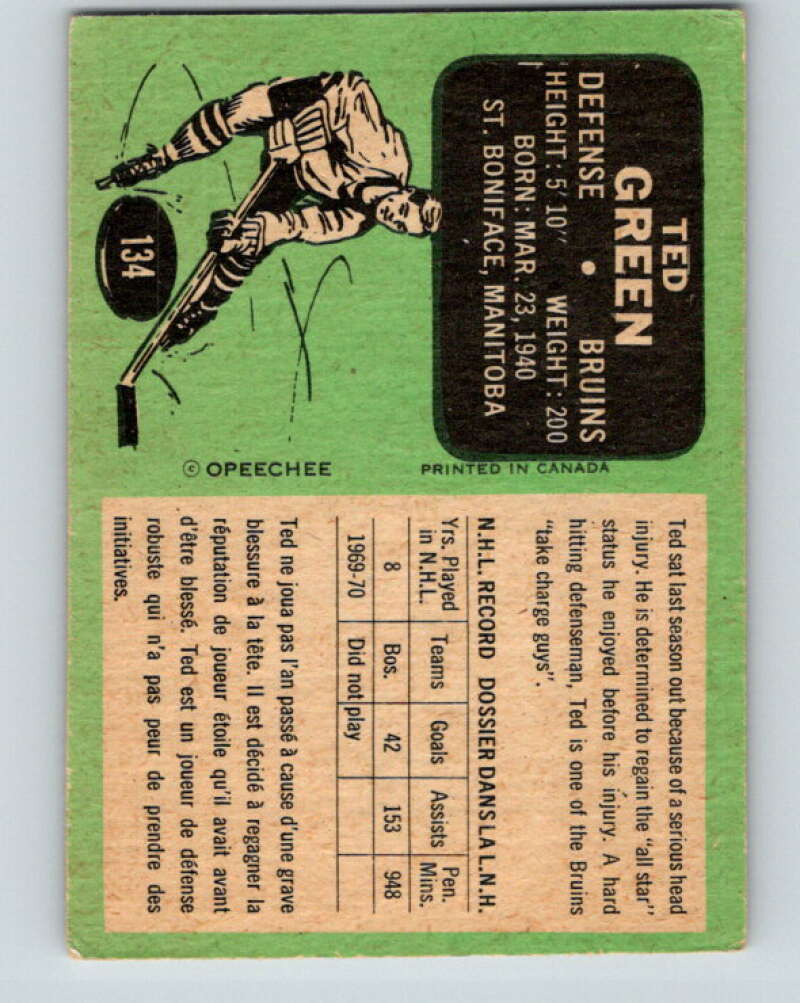 TED
GREEN
DEFENSE • BRUINS
HEIGHT: 5'10" WEIGHT: 200
BORN: MAR. 23, 1940
ST. BONIFACE, MANITOBA
134
© OPEECHEE
PRINTED IN CANADA
Ted sat last season out because of a serious head
injury. He is determined to regain the "all star"
status he enjoyed before his injury. A hard
hitting defenseman, Ted is one of the Bruins
"take charge guys".
N.H.L. RECORD DOSSIER DANS LA L.N.H.
Yrs. Played in N.H.L. Teams Goals Assists Pen. Mins.
8 Bos. 42 153 948
1969-70 Did not play
Ted ne joua pas l'an passé à cause d'une grave
blessure à la tête. Il est décidé à regagner la
réputation de joueur étoile qu'il avait avant
d'être blessé. Ted est un joueur de défense
robuste qui n'a pas peur de prendre des
initiatives.